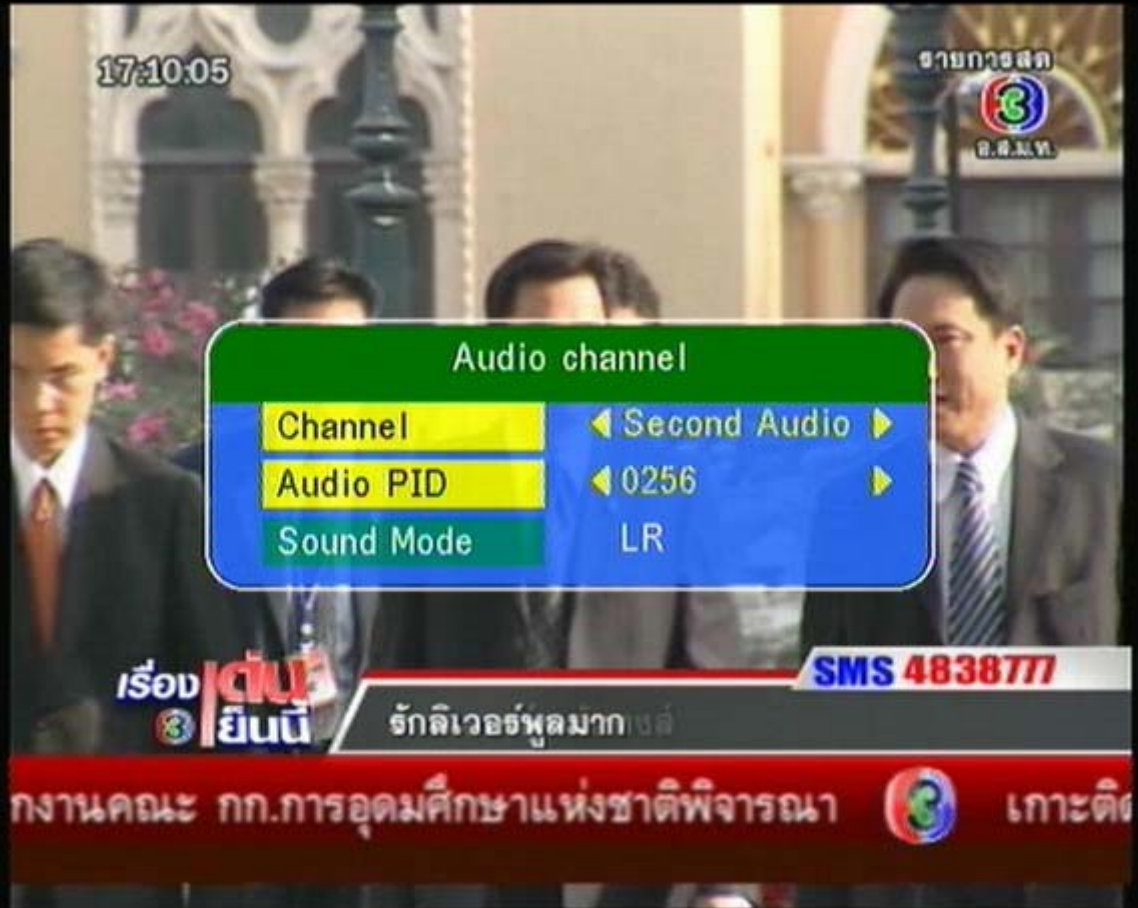 17:10:05
รายการสด
3
อ.ส.ม.ท.
Audio channel
Channel
Second Audio
Audio PID
0256
Sound Mode
LR
เรื่องเด่น
3 เย็นนี้
SMS 4838777
รักลิเวอร์พูลมาก
กงานคณะ กก.การอุดมศึกษาแห่งชาติพิจารณา 3 เกาะติด